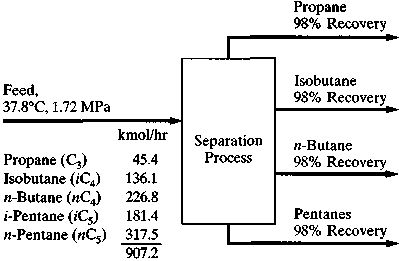 Propane
98% Recovery
Feed,
37.8°C, 1.72 MPa
Isobutane
98% Recovery
kmol/hr
Separation
Process
Propane (C₃) 45.4
Isobutane (iC₄) 136.1
n-Butane (nC₄) 226.8
i-Pentane (iC₅) 181.4
n-Pentane (nC₅) 317.5
907.2
n-Butane
98% Recovery
Pentanes
98% Recovery